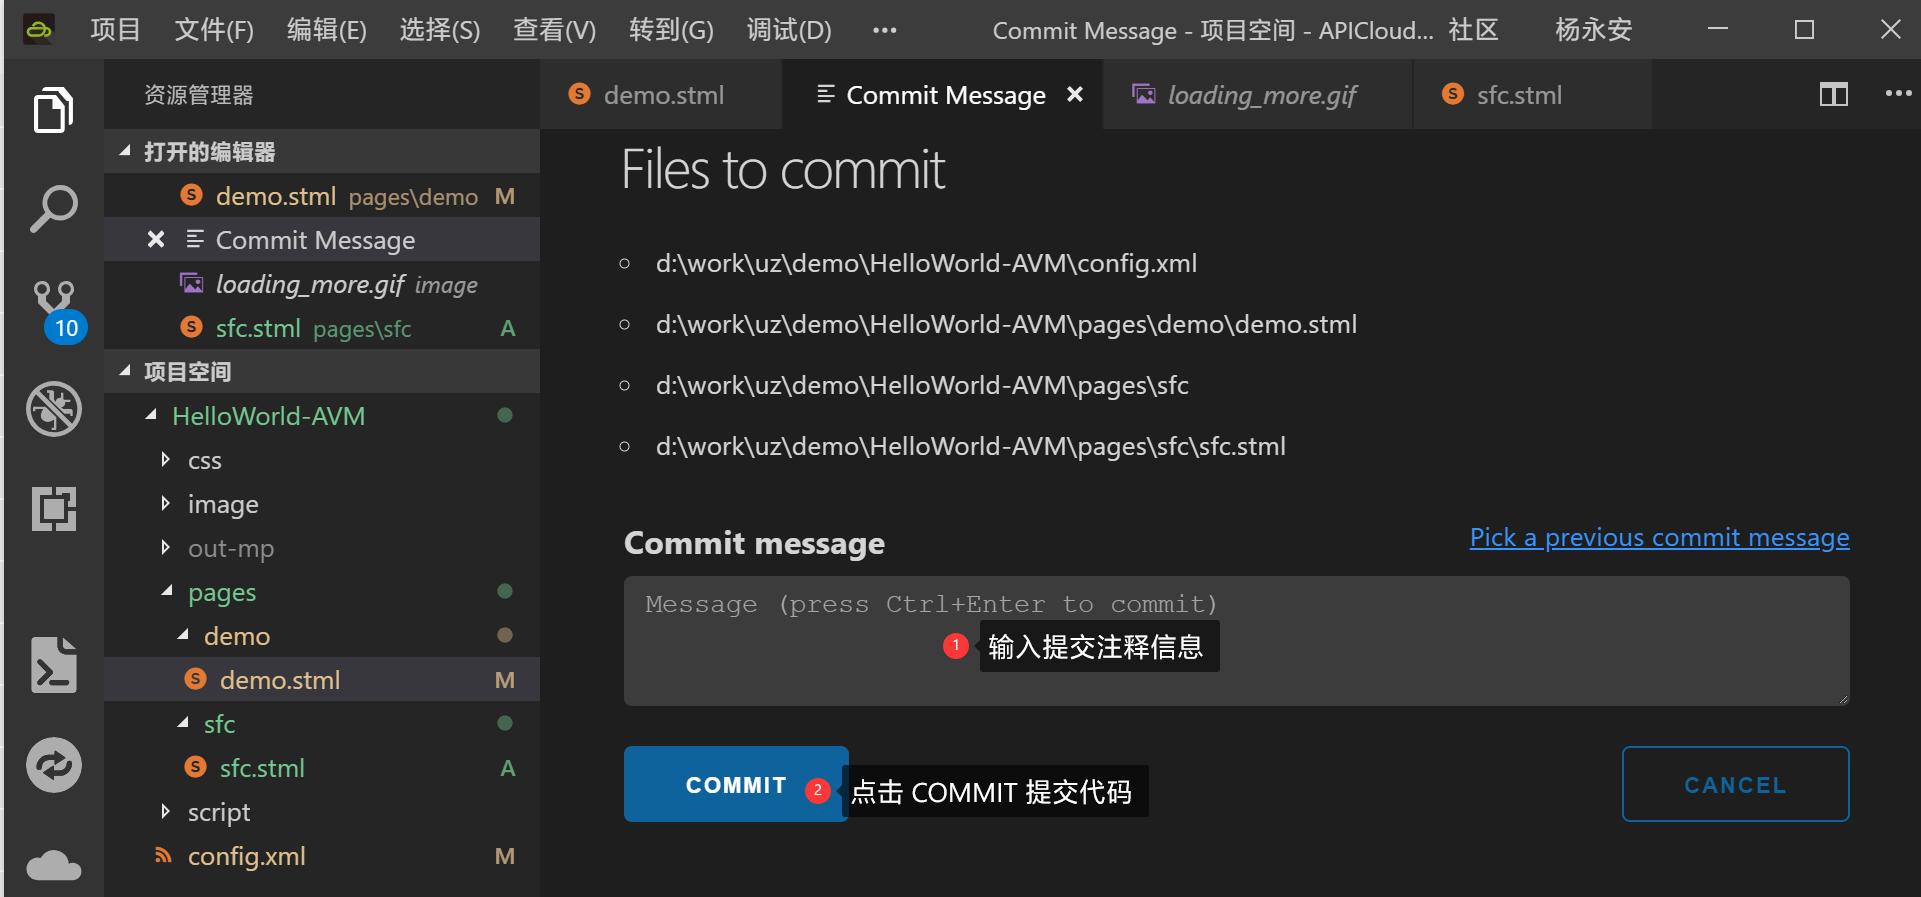 项目 文件(F) 编辑(E) 选择(S) 查看(V) 转到(G) 调试(D) ••• Commit Message - 项目空间 - APICloud... 社区 杨永安
资源管理器
demo.stml Commit Message loading_more.gif sfc.stml
打开的编辑器
demo.stml pages\demo M
Commit Message
loading_more.gif image
sfc.stml pages\sfc A
10
项目空间
HelloWorld-AVM
css
image
out-mp
pages
demo
demo.stml M
sfc
sfc.stml A
script
config.xml M
Files to commit
d:\work\uz\demo\HelloWorld-AVM\config.xml
d:\work\uz\demo\HelloWorld-AVM\pages\demo\demo.stml
d:\work\uz\demo\HelloWorld-AVM\pages\sfc
d:\work\uz\demo\HelloWorld-AVM\pages\sfc\sfc.stml
Commit message
Pick a previous commit message
Message (press Ctrl+Enter to commit)
1 输入提交注释信息
COMMIT 2 点击 COMMIT 提交代码
CANCEL